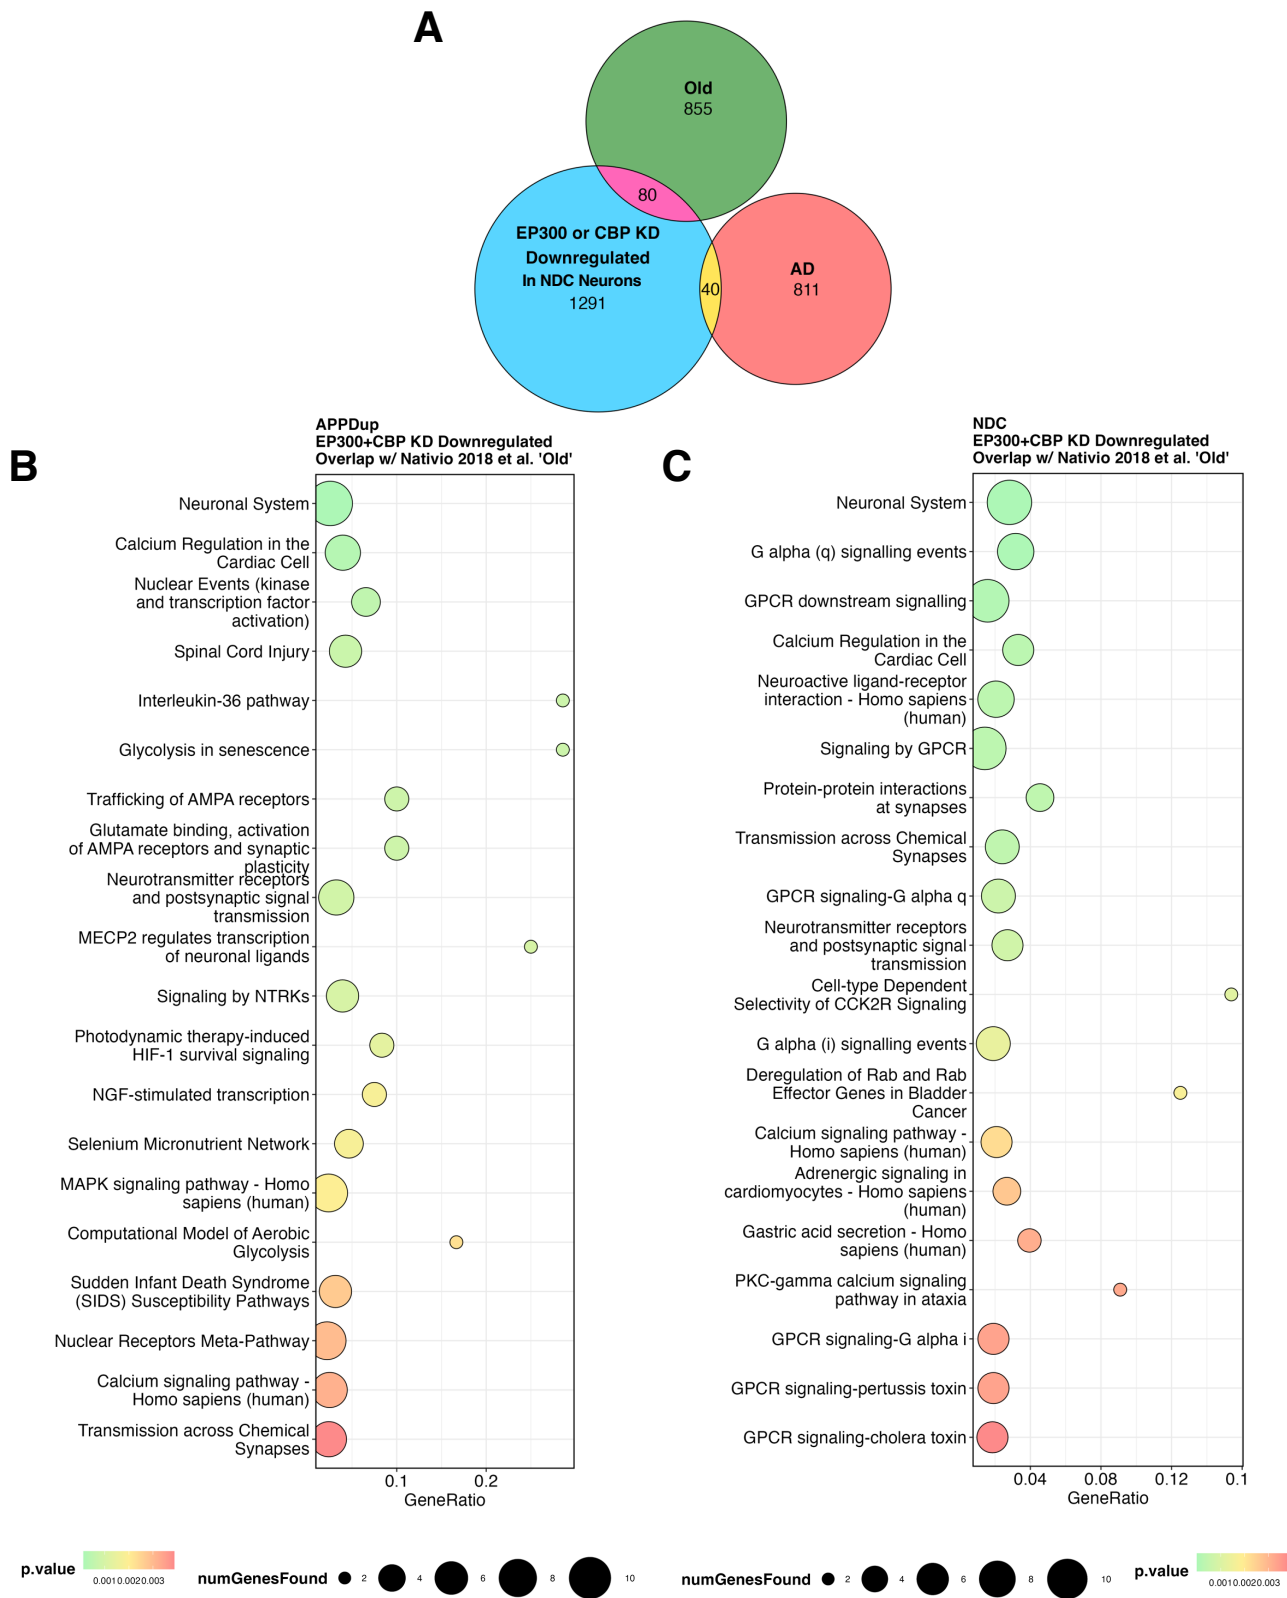 A
Old
855
80
EP300 or CBP KD
Downregulated
In NDC Neurons
1291
40
AD
811
B
APPDup
EP300+CBP KD Downregulated
Overlap w/ Nativio 2018 et al. 'Old'
Neuronal System
Calcium Regulation in the
Cardiac Cell
Nuclear Events (kinase
and transcription factor
activation)
Spinal Cord Injury
Interleukin-36 pathway
Glycolysis in senescence
Trafficking of AMPA receptors
Glutamate binding, activation
of AMPA receptors and synaptic
plasticity
Neurotransmitter receptors
and postsynaptic signal
transmission
MECP2 regulates transcription
of neuronal ligands
Signaling by NTRKs
Photodynamic therapy-induced
HIF-1 survival signaling
NGF-stimulated transcription
Selenium Micronutrient Network
MAPK signaling pathway - Homo
sapiens (human)
Computational Model of Aerobic
Glycolysis
Sudden Infant Death Syndrome
(SIDS) Susceptibility Pathways
Nuclear Receptors Meta-Pathway
Calcium signaling pathway -
Homo sapiens (human)
Transmission across Chemical
Synapses
0.1 0.2
GeneRatio
p.value
0.0010.0020.003
numGenesFound 2 4 6 8 10
C
NDC
EP300+CBP KD Downregulated
Overlap w/ Nativio 2018 et al. 'Old'
Neuronal System
G alpha (q) signalling events
GPCR downstream signalling
Calcium Regulation in the
Cardiac Cell
Neuroactive ligand-receptor
interaction - Homo sapiens
(human)
Signaling by GPCR
Protein-protein interactions
at synapses
Transmission across Chemical
Synapses
GPCR signaling-G alpha q
Neurotransmitter receptors
and postsynaptic signal
transmission
Cell-type Dependent
Selectivity of CCK2R Signaling
G alpha (i) signalling events
Deregulation of Rab and Rab
Effector Genes in Bladder
Cancer
Calcium signaling pathway -
Homo sapiens (human)
Adrenergic signaling in
cardiomyocytes - Homo sapiens
(human)
Gastric acid secretion - Homo
sapiens (human)
PKC-gamma calcium signaling
pathway in ataxia
GPCR signaling-G alpha i
GPCR signaling-pertussis toxin
GPCR signaling-cholera toxin
0.04 0.08 0.12 0.1
GeneRatio
numGenesFound 2 4 6 8 10
p.value
0.0010.0020.003